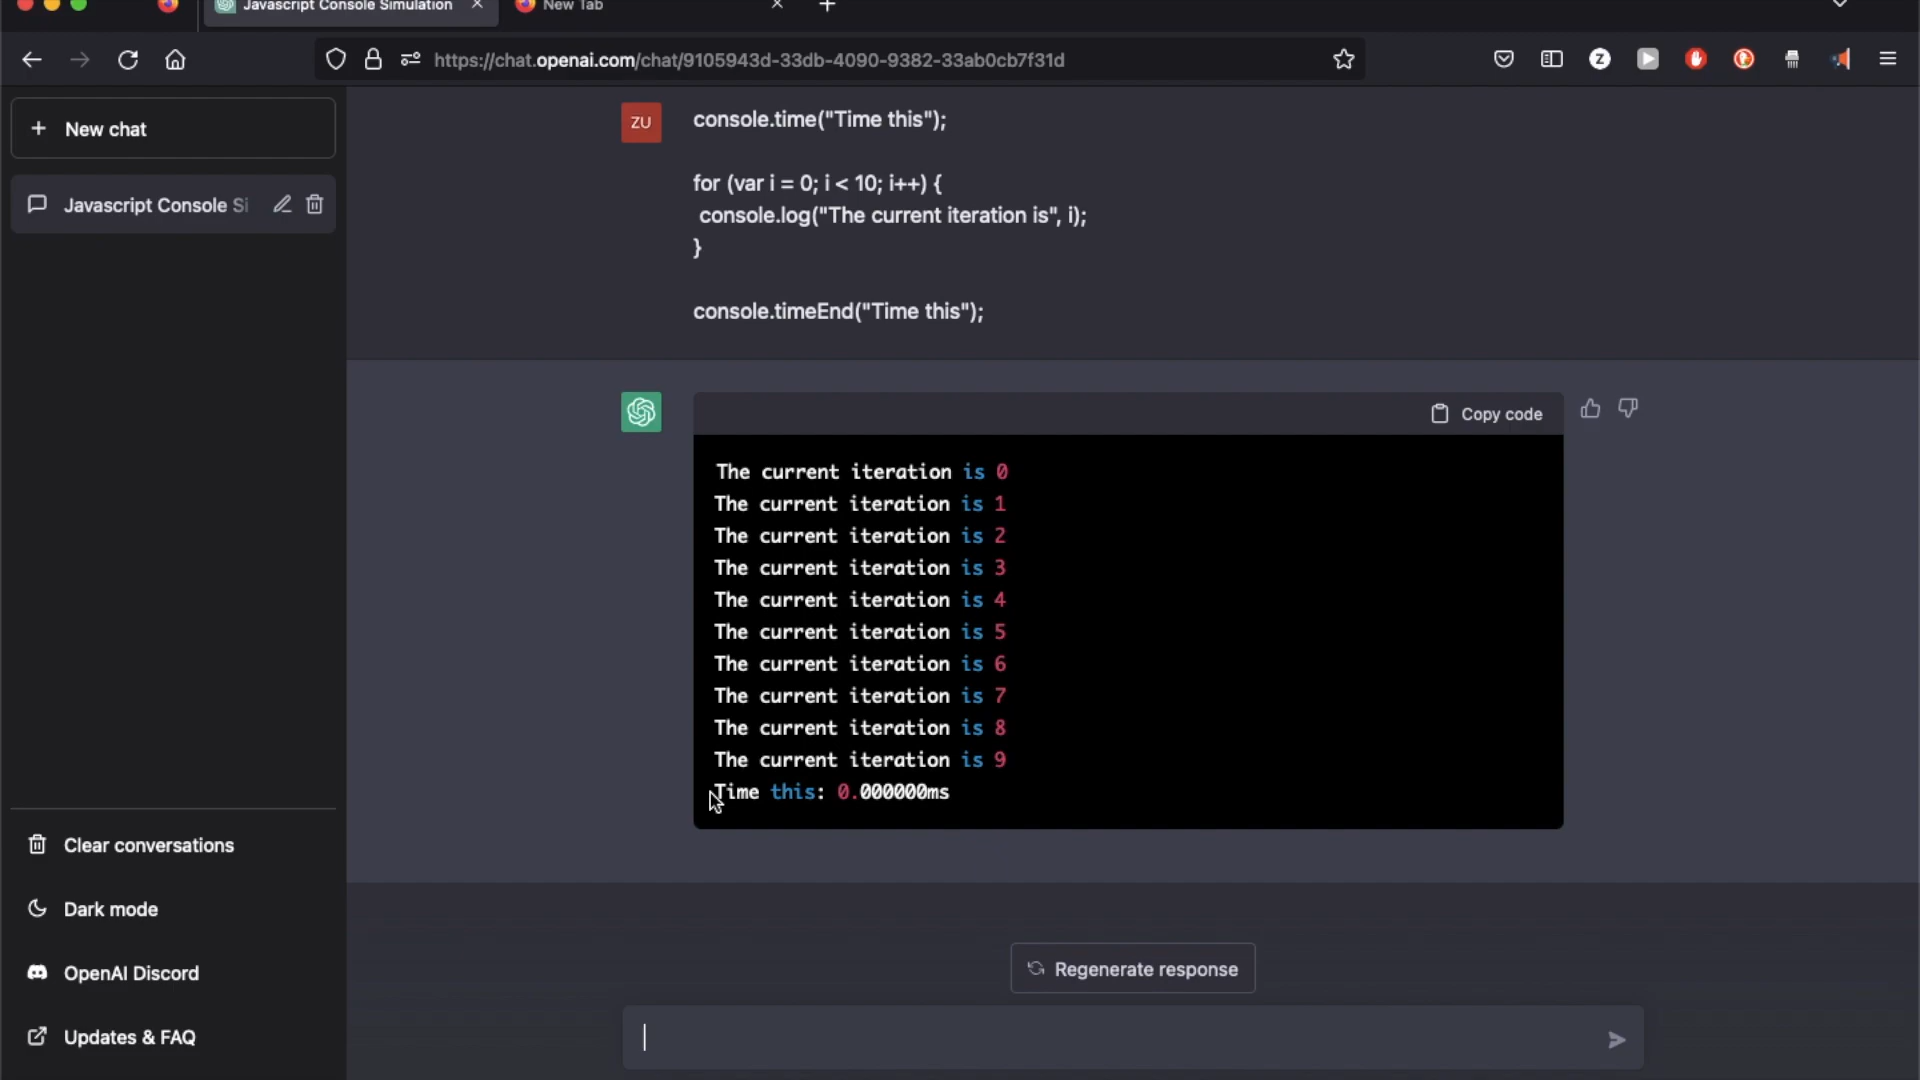 Javascript Console Simulation
New Tab
https://chat.openai.com/chat/9105943d-33db-4090-9382-33ab0cb7f31d
Z
New chat
Javascript Console Si
Clear conversations
Dark mode
OpenAI Discord
Updates & FAQ
ZU
console.time("Time this");
for (var i = 0; i < 10; i++) {
console.log("The current iteration is", i);
}
console.timeEnd("Time this");
Copy code
The current iteration is 0
The current iteration is 1
The current iteration is 2
The current iteration is 3
The current iteration is 4
The current iteration is 5
The current iteration is 6
The current iteration is 7
The current iteration is 8
The current iteration is 9
Time this: 0.000000ms
Regenerate response